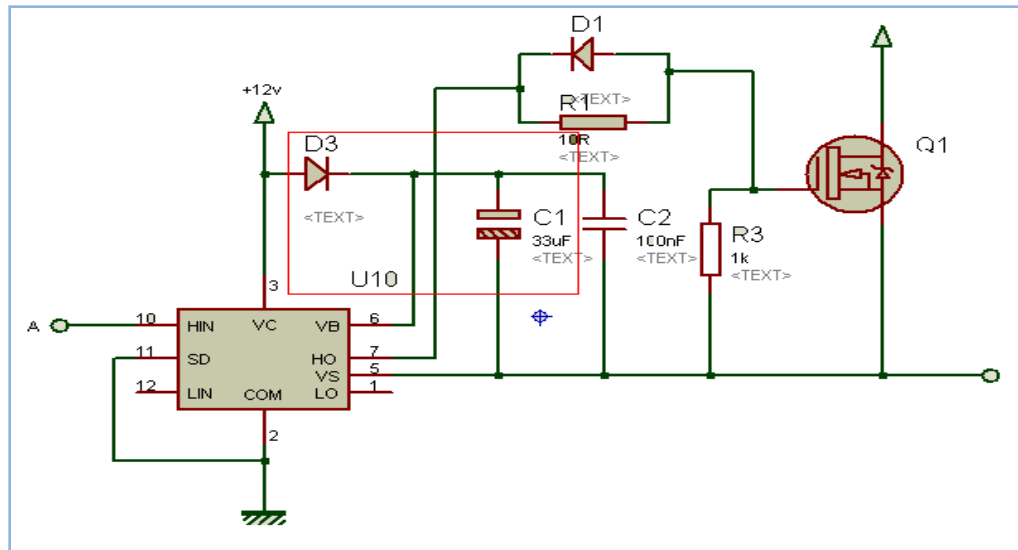 D1
+12v
<TEXT>
R1
10R
<TEXT>
D3
<TEXT>
Q1
C1
33uF
<TEXT>
C2
100nF
<TEXT>
R3
1k
<TEXT>
U10
3
A
10
HIN
VC
VB
6
11
SD
HO
7
VS
5
12
LIN
COM
LO
1
2